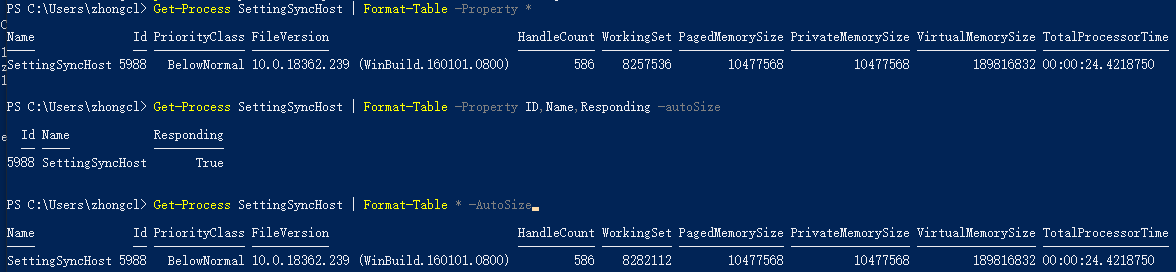 PS C:\Users\zhongcl> Get-Process SettingSyncHost | Format-Table -Property *
Name Id PriorityClass FileVersion HandleCount WorkingSet PagedMemorySize PrivateMemorySize VirtualMemorySize TotalProcessorTime
SettingSyncHost 5988 BelowNormal 10.0.18362.239 (WinBuild.160101.0800) 586 8257536 10477568 10477568 189816832 00:00:24.4218750
PS C:\Users\zhongcl> Get-Process SettingSyncHost | Format-Table -Property ID,Name,Responding -autoSize
Id Name Responding
5988 SettingSyncHost True
PS C:\Users\zhongcl> Get-Process SettingSyncHost | Format-Table * -AutoSize
Name Id PriorityClass FileVersion HandleCount WorkingSet PagedMemorySize PrivateMemorySize VirtualMemorySize TotalProcessorTime
SettingSyncHost 5988 BelowNormal 10.0.18362.239 (WinBuild.160101.0800) 586 8282112 10477568 10477568 189816832 00:00:24.4218750